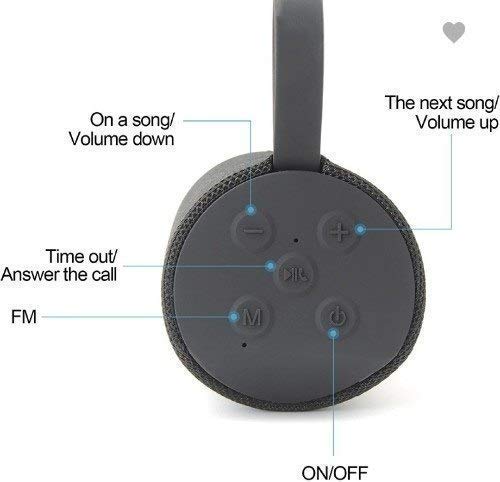 On a song/
Volume down
The next song/
Volume up
Time out/
Answer the call
FM
M
ON/OFF